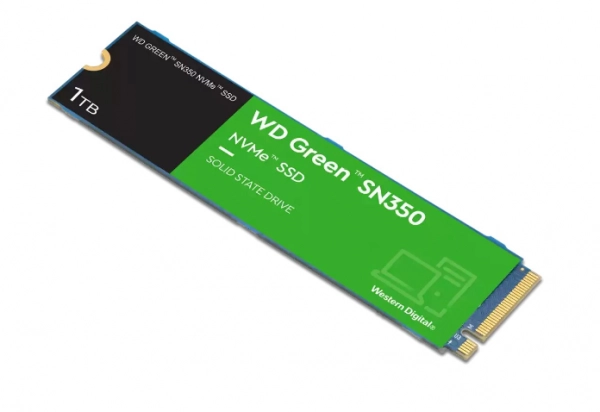 WD GREEN™ SN350 NVMe™ SSD
1TB
WD Green™ SN350
NVMe™ SSD
SOLID STATE DRIVE
Western Digital®